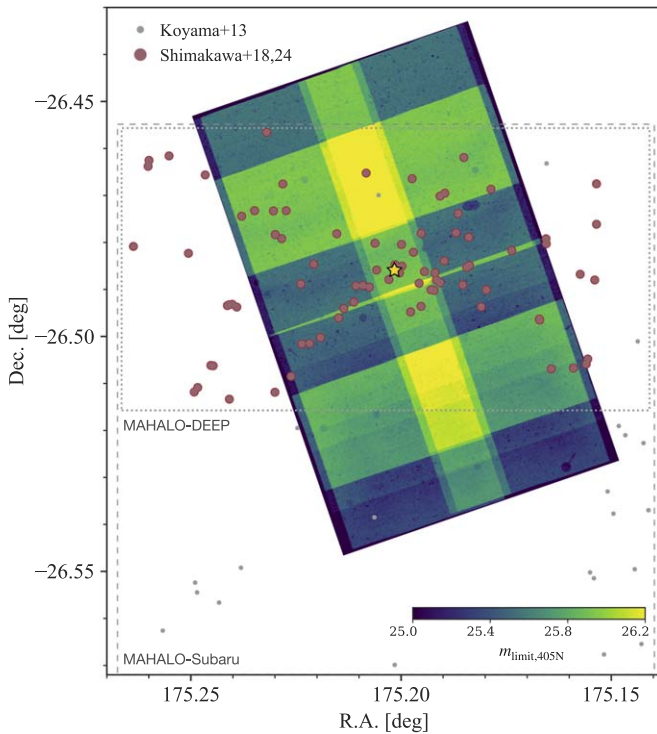 Koyama+13
Shimakawa+18,24
−26.45
−26.50
−26.55
Dec. [deg]
MAHALO-DEEP
MAHALO-Subaru
25.0 25.4 25.8 26.2
m_limit,405N
175.25 175.20 175.15
R.A. [deg]